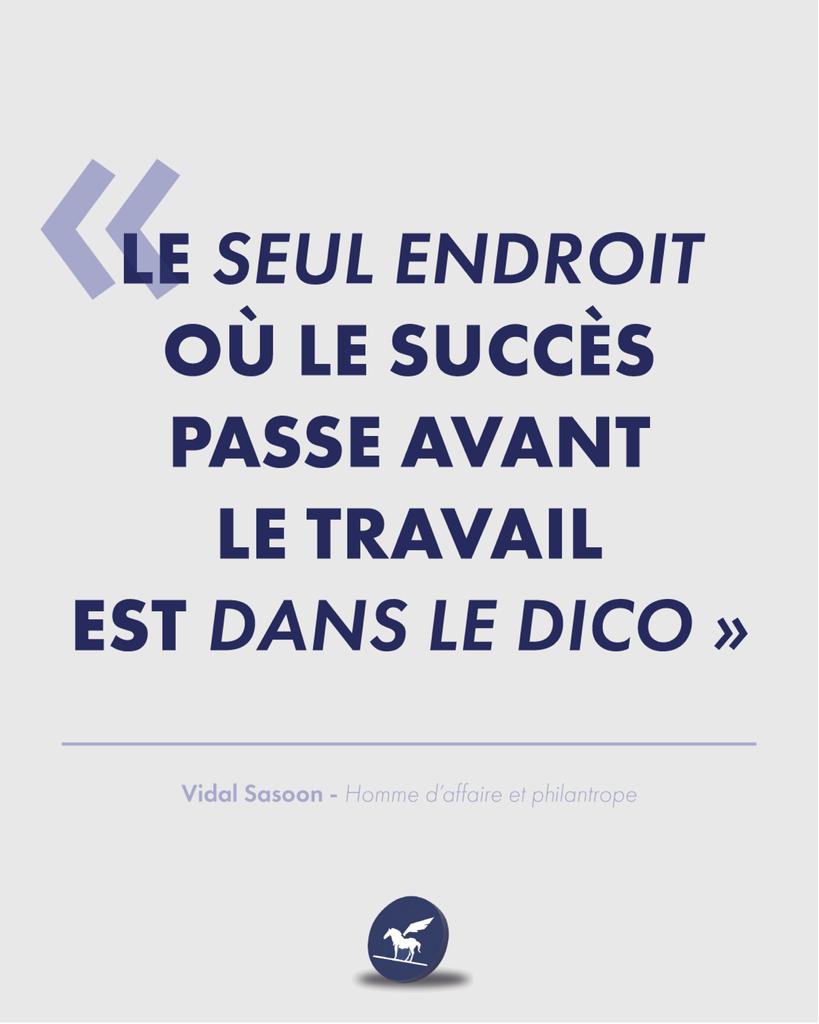 « LE SEUL ENDROIT
OÙ LE SUCCÈS
PASSE AVANT
LE TRAVAIL
EST DANS LE DICO »
Vidal Sasoon - Homme d'affaire et philantrope